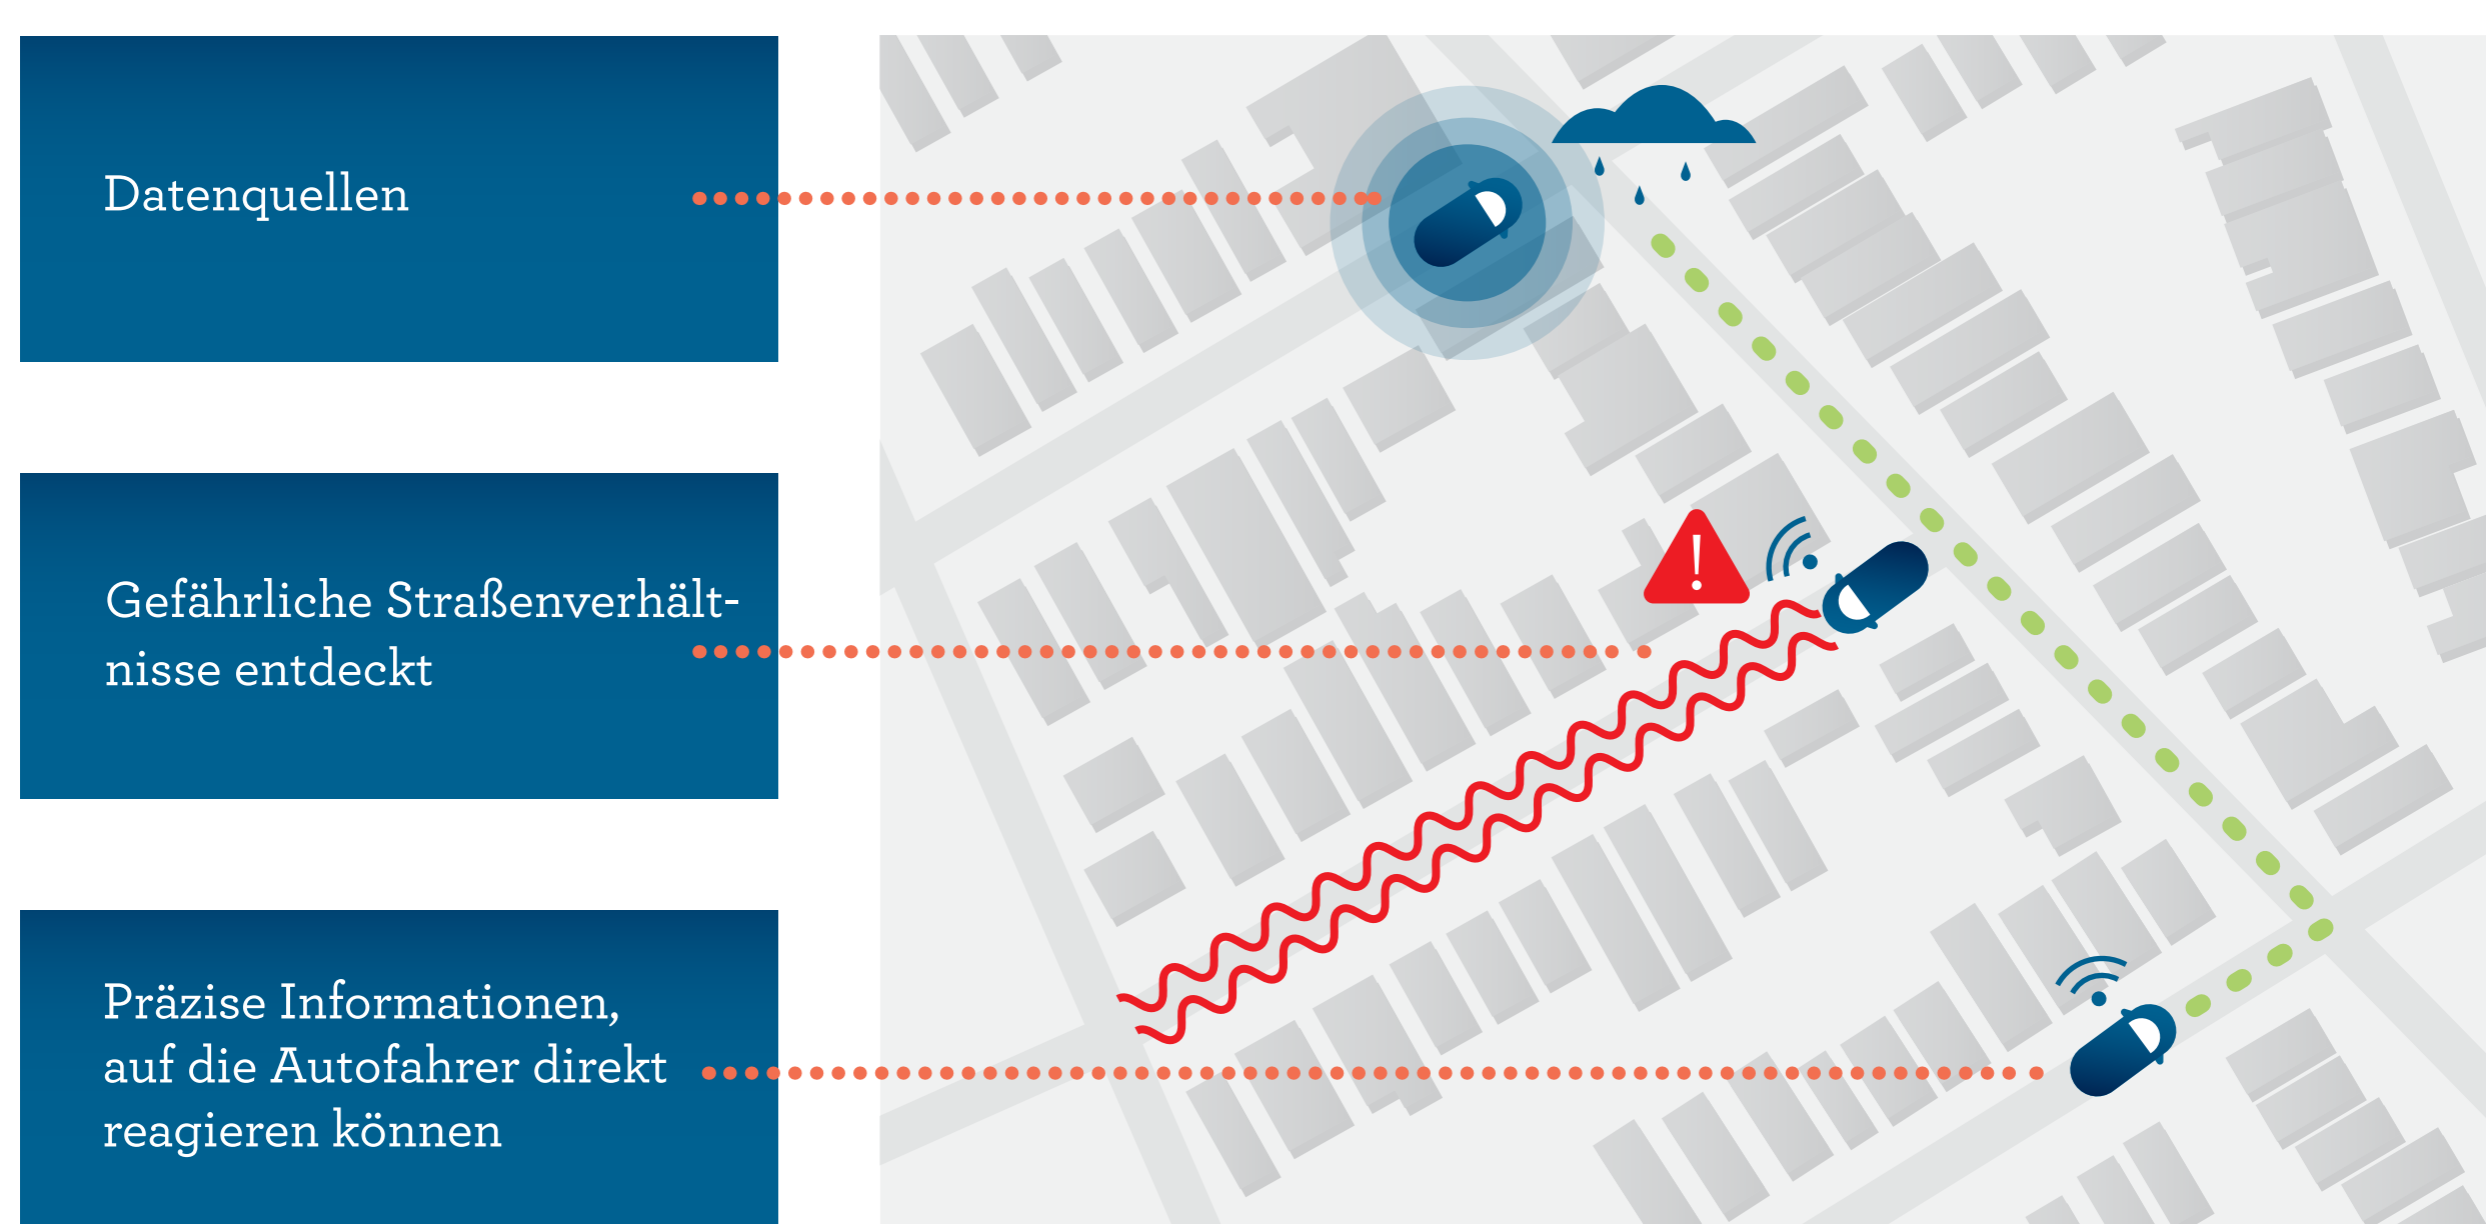 Datenquellen
Gefährliche Straßenverhält-
nisse entdeckt
Präzise Informationen,
auf die Autofahrer direkt
reagieren können
!